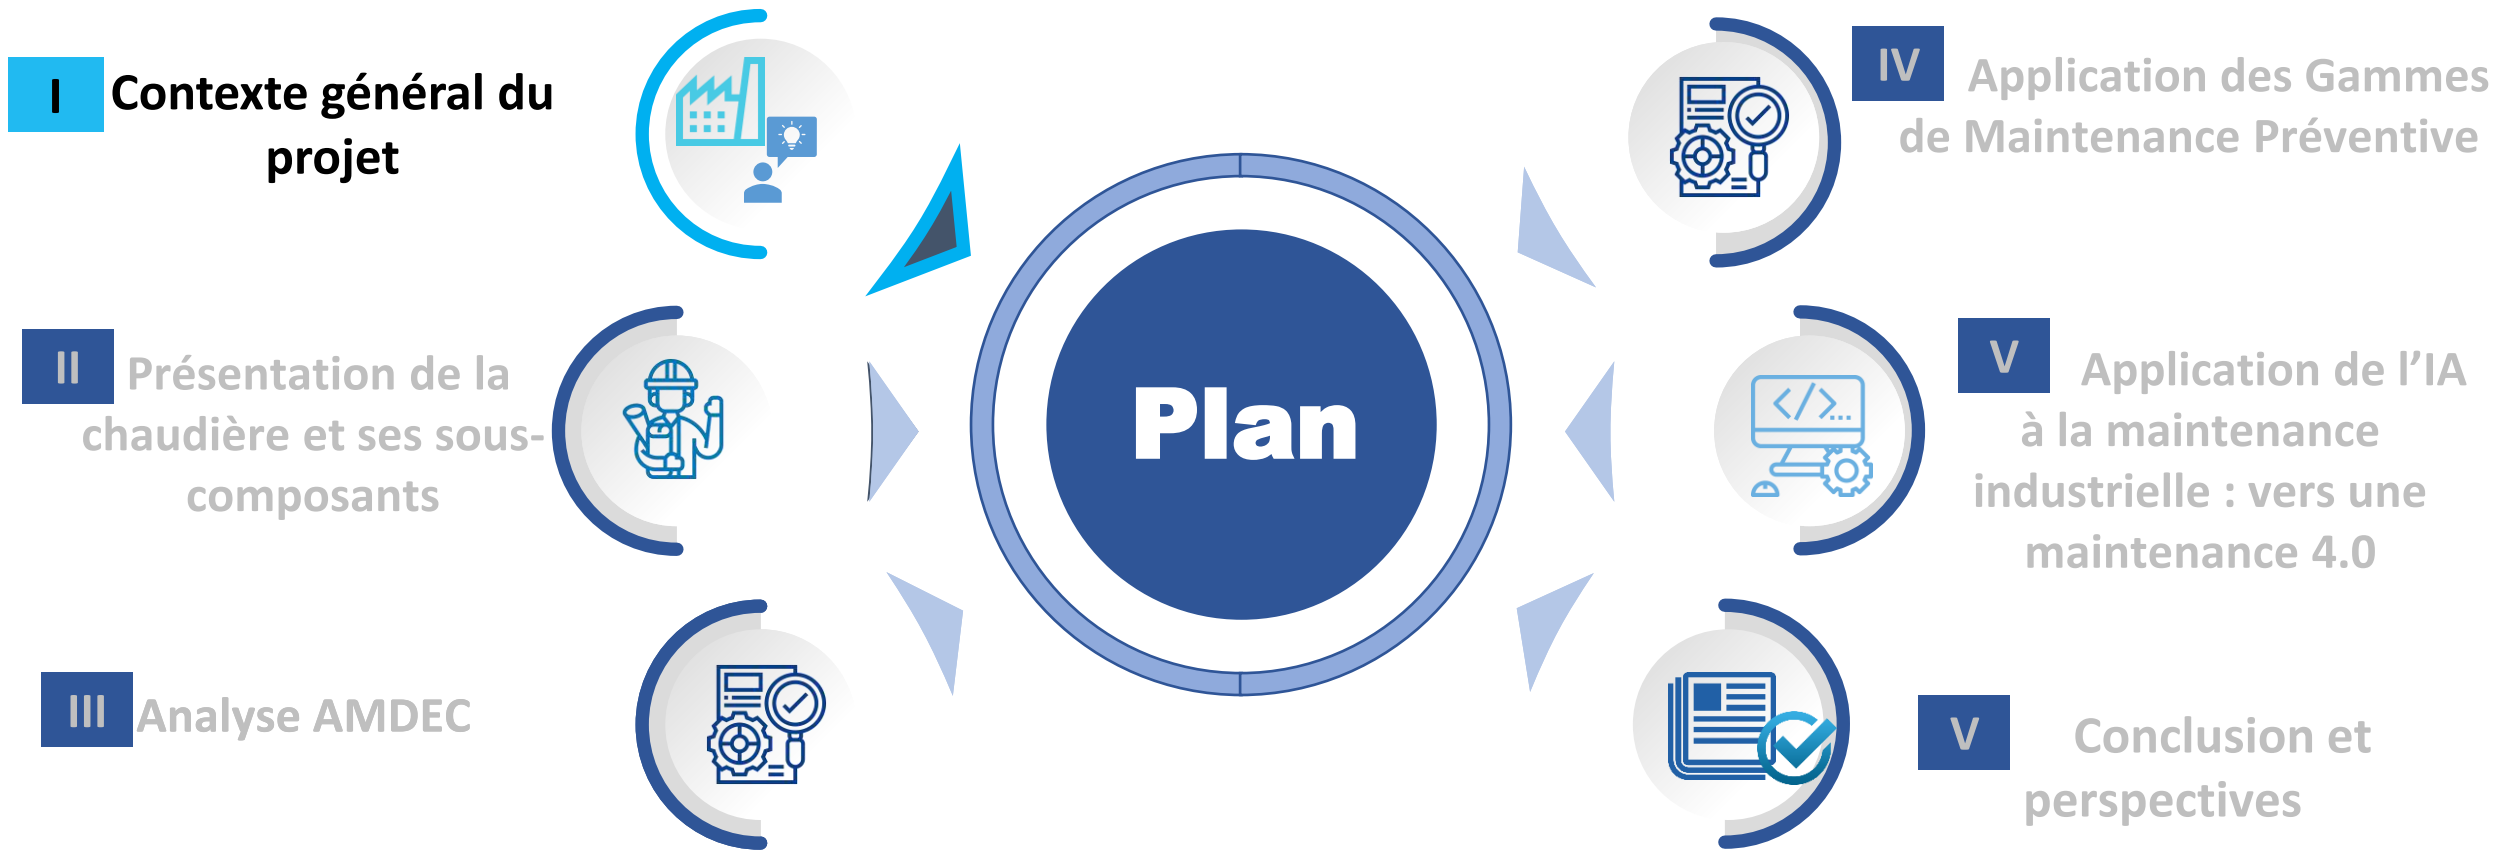 I
Contexte général du
projet
II
Présentation de la
chaudière et ses sous-
composants
III
Analyse AMDEC
Plan
IV
Application des Gammes
de Maintenance Préventive
V
Application de l’IA
à la maintenance
industrielle : vers une
maintenance 4.0
V
Conclusion et
perspectives